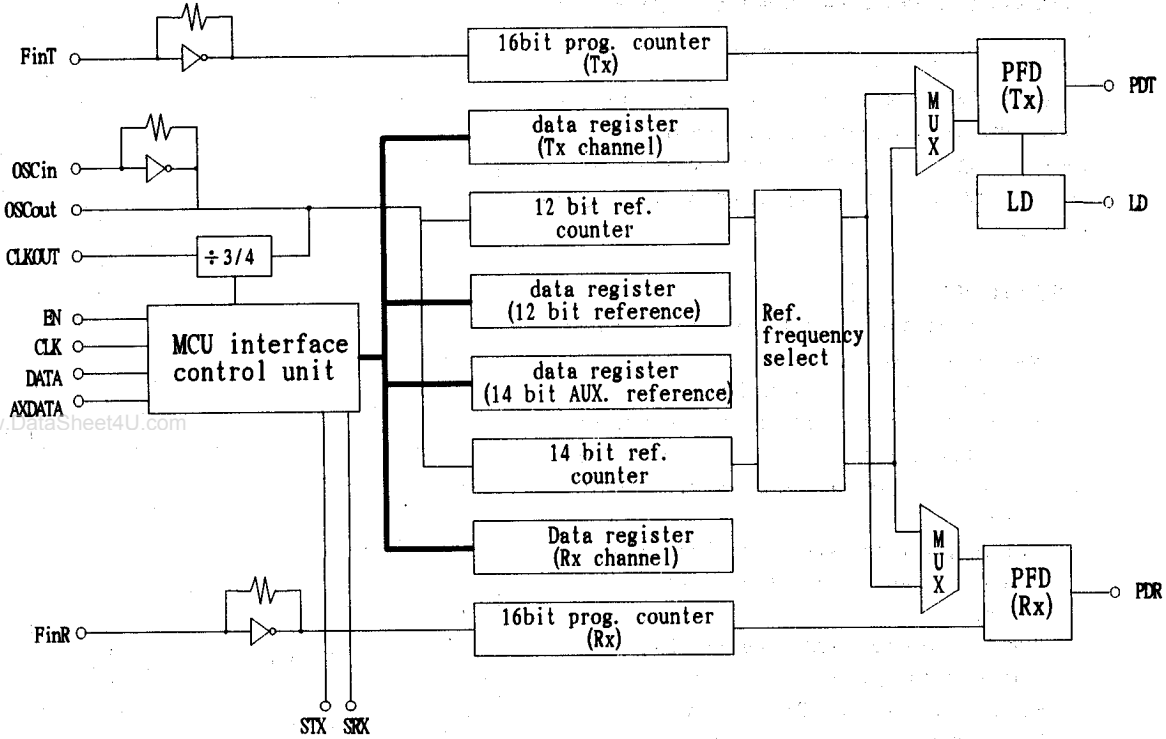 FinT
16bit prog. counter
(Tx)
PFD
(Tx)
PDT
MUX
data register
(Tx channel)
OSCin
OSCout
12 bit ref.
counter
LD
LD
CLKOUT
÷3/4
data register
(12 bit reference)
Ref.
frequency
select
EN
CLK
DATA
AXDATA
MCU interface
control unit
data register
(14 bit AUX. reference)
w.DataSheet4U.com
14 bit ref.
counter
Data register
(Rx channel)
MUX
PFD
(Rx)
PDR
FinR
16bit prog. counter
(Rx)
STX
SRX